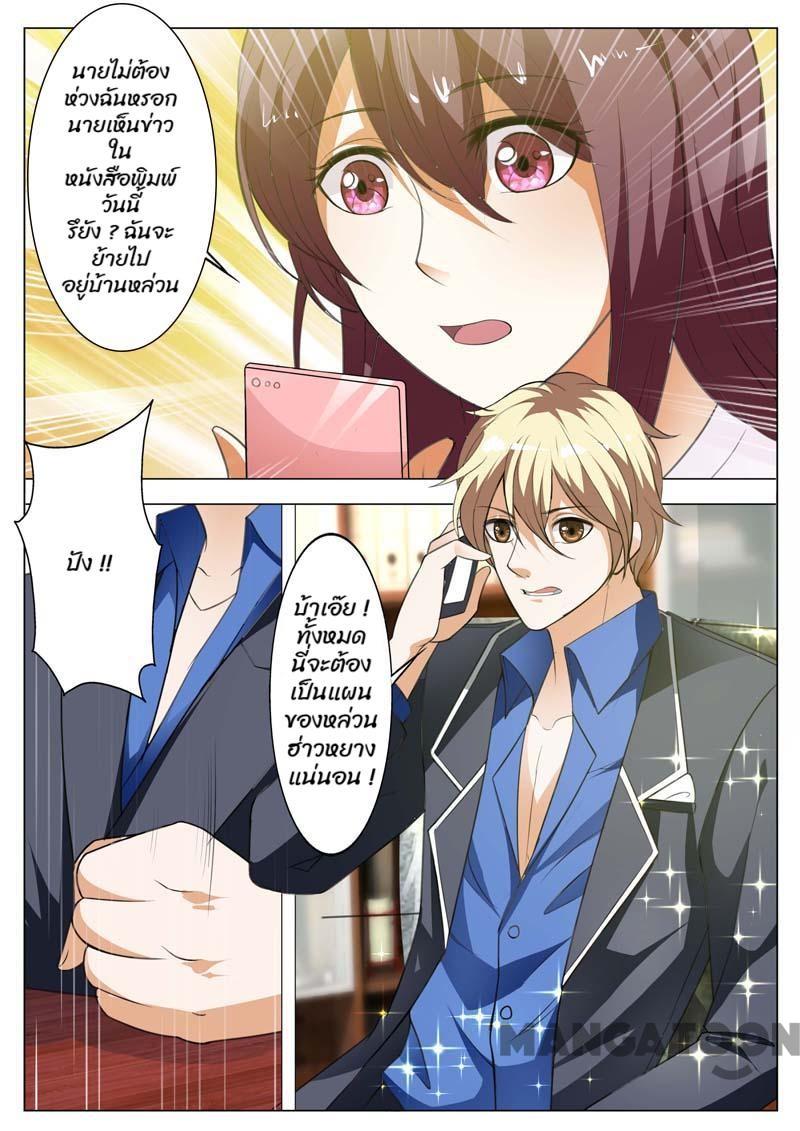 นายไม่ต้อง
ห่วงฉันหรอก
นายเห็นข่าว
ใน
หนังสือพิมพ์
วันนี้
รึยัง ? ฉันจะ
ย้ายไป
อยู่บ้านหล่วน
ปัง !!
บ้าเอ๊ย !
ทั้งหมด
นี่จะต้อง
เป็นแผน
ของหล่วน
ฮ่าวหยาง
แน่นอน !
MANGATOON